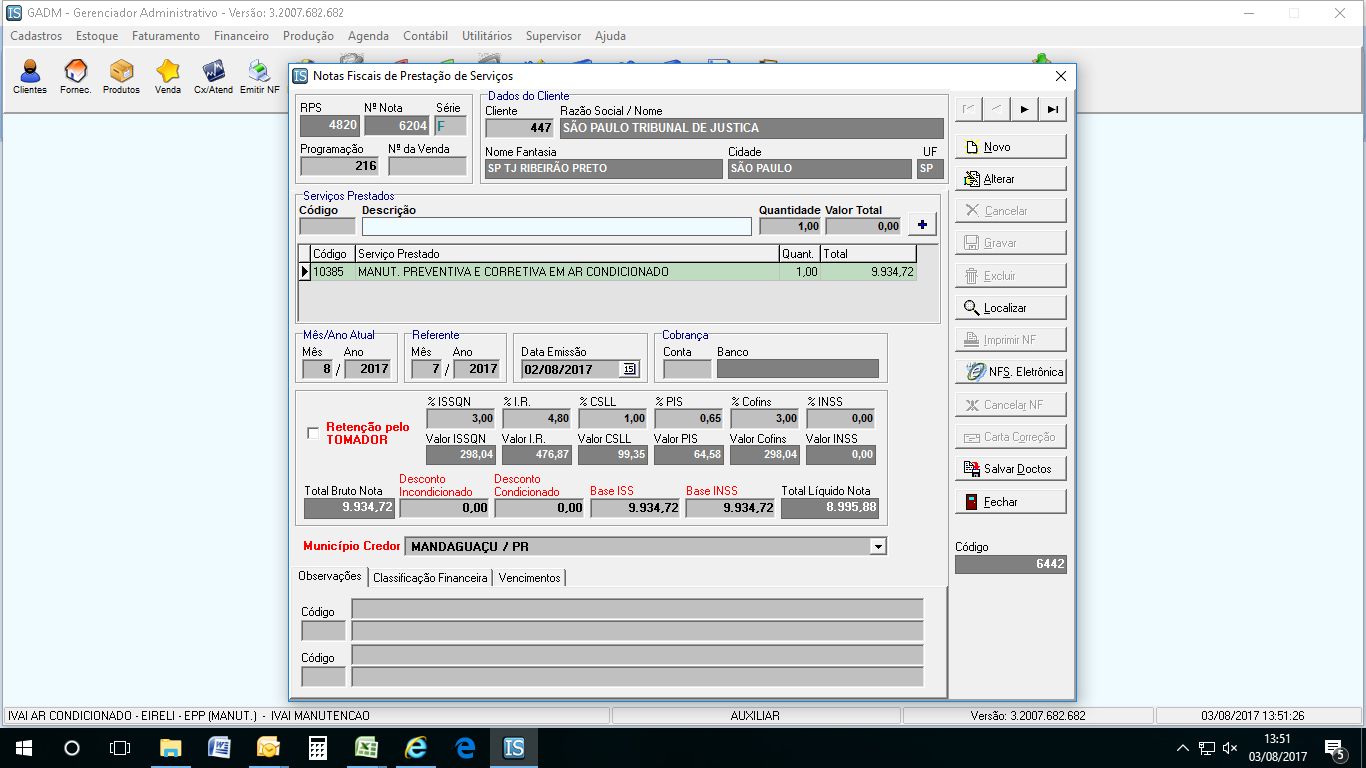 GADM - Gerenciador Administrativo - Versão: 3.2007.682.682
Cadastros Estoque Faturamento Financeiro Produção Agenda Contábil Utilitários Supervisor Ajuda
Clientes Fornec. Produtos Venda Cx/Atend Emitir NF
Notas Fiscais de Prestação de Serviços
RPS Nº Nota Série
4820 6204 F
Programação Nº da Venda
216
Dados do Cliente
Cliente Razão Social / Nome
447 SÃO PAULO TRIBUNAL DE JUSTICA
Nome Fantasia Cidade UF
SP TJ RIBEIRÃO PRETO SÃO PAULO SP
Serviços Prestados
Código Descrição Quantidade Valor Total
1,00 0,00 +
Código Serviço Prestado Quant. Total
10385 MANUT. PREVENTIVA E CORRETIVA EM AR CONDICIONADO 1,00 9.934,72
Mês/Ano Atual Referente Cobrança
Mês Ano Mês Ano Data Emissão Conta Banco
8 / 2017 7 / 2017 02/08/2017 15
% ISSQN % I.R. % CSLL % PIS % Cofins % INSS
3,00 4,80 1,00 0,65 3,00 0,00
Retenção pelo
TOMADOR
Valor ISSQN Valor I.R. Valor CSLL Valor PIS Valor Cofins Valor INSS
298,04 476,87 99,35 64,58 298,04 0,00
Total Bruto Nota Desconto Incondicionado Desconto Condicionado Base ISS Base INSS Total Líquido Nota
9.934,72 0,00 0,00 9.934,72 9.934,72 8.995,88
Município Credor MANDAGUAÇU / PR
Observações Classificação Financeira Vencimentos
Código
Código
Novo
Alterar
Cancelar
Gravar
Excluir
Localizar
Imprimir NF
NFS. Eletrônica
Cancelar NF
Carta Correção
Salvar Doctos
Fechar
Código
6442
IVAI AR CONDICIONADO - EIRELI - EPP (MANUT.) - IVAI MANUTENCAO AUXILIAR Versão: 3.2007.682.682 03/08/2017 13:51:26
IS
13:51
03/08/2017
5